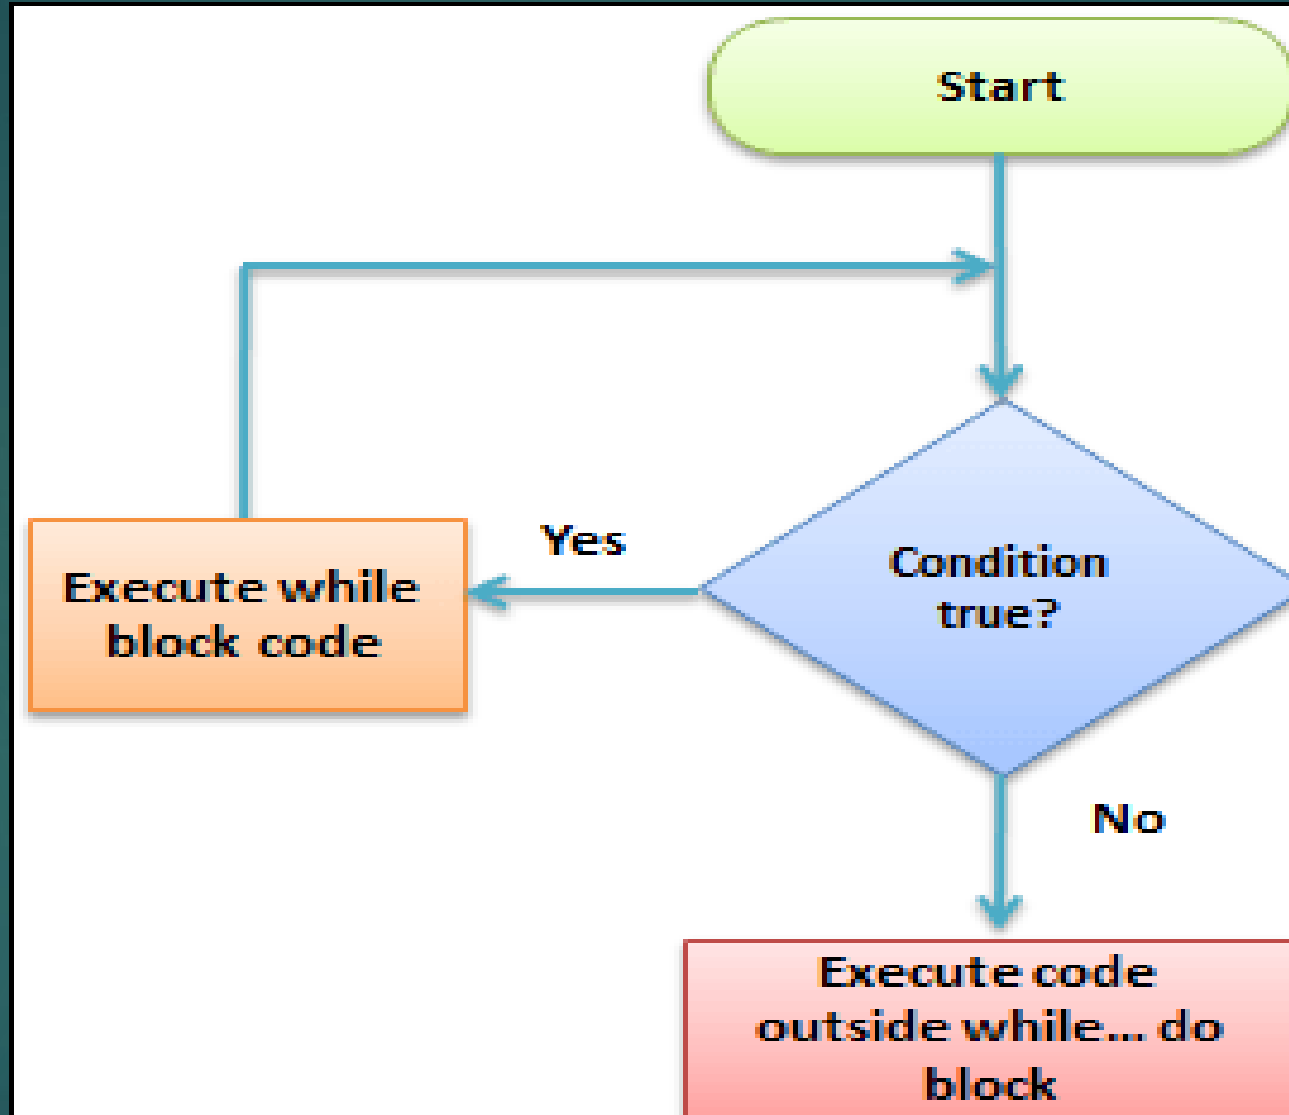 Start
Yes
Condition
true?
Execute while
block code
No
Execute code
outside while... do
block